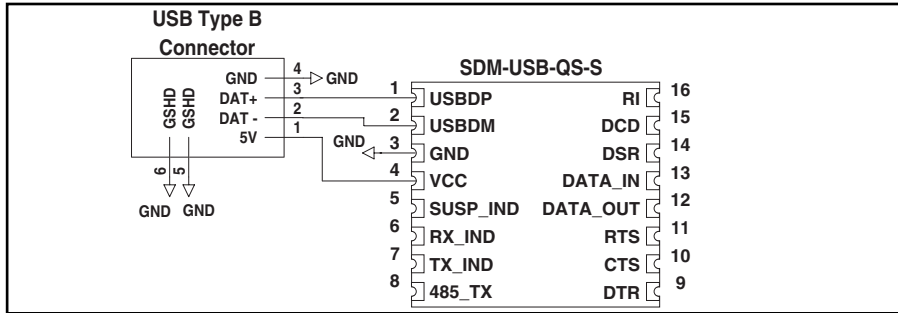 USB Type B
Connector
GND 4 GND
DAT+ 3
DAT - 2
5V 1
GSHD
GSHD
6
5
GND GND
SDM-USB-QS-S
1 USBDP RI 16
2 USBDM DCD 15
GND 3 GND DSR 14
4 VCC DATA_IN 13
5 SUSP_IND DATA_OUT 12
6 RX_IND RTS 11
7 TX_IND CTS 10
8 485_TX DTR 9